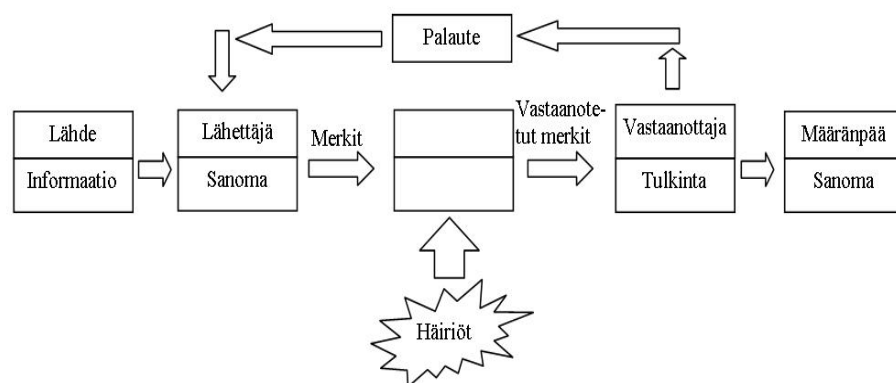 Palaute
Lähde
Informaatio
Lähettäjä
Sanoma
Merkit
Vastaanote-
tut merkit
Vastaanottaja
Tulkinta
Määränpää
Sanoma
Häiriöt